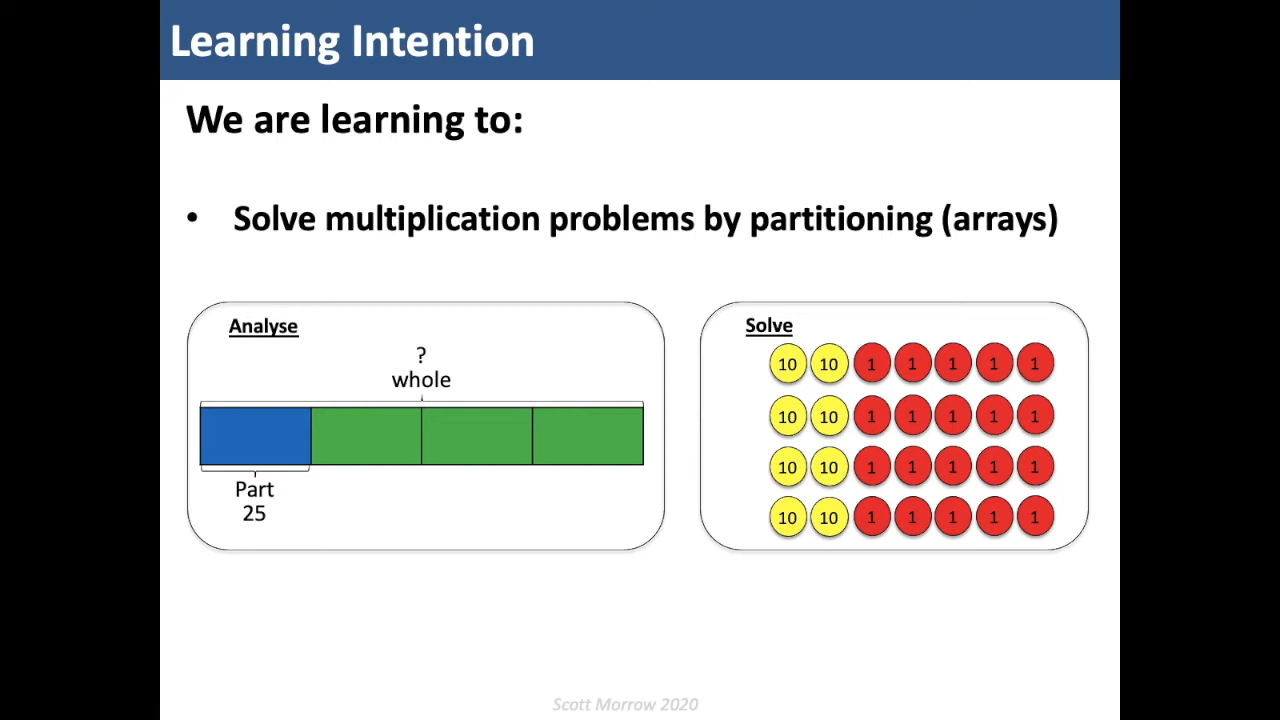 Learning Intention
We are learning to:
• Solve multiplication problems by partitioning (arrays)
Analyse
?
whole
Part
25
Solve
10 10 1 1 1 1 1
10 10 1 1 1 1 1
10 10 1 1 1 1 1
10 10 1 1 1 1 1
Scott Morrow 2020